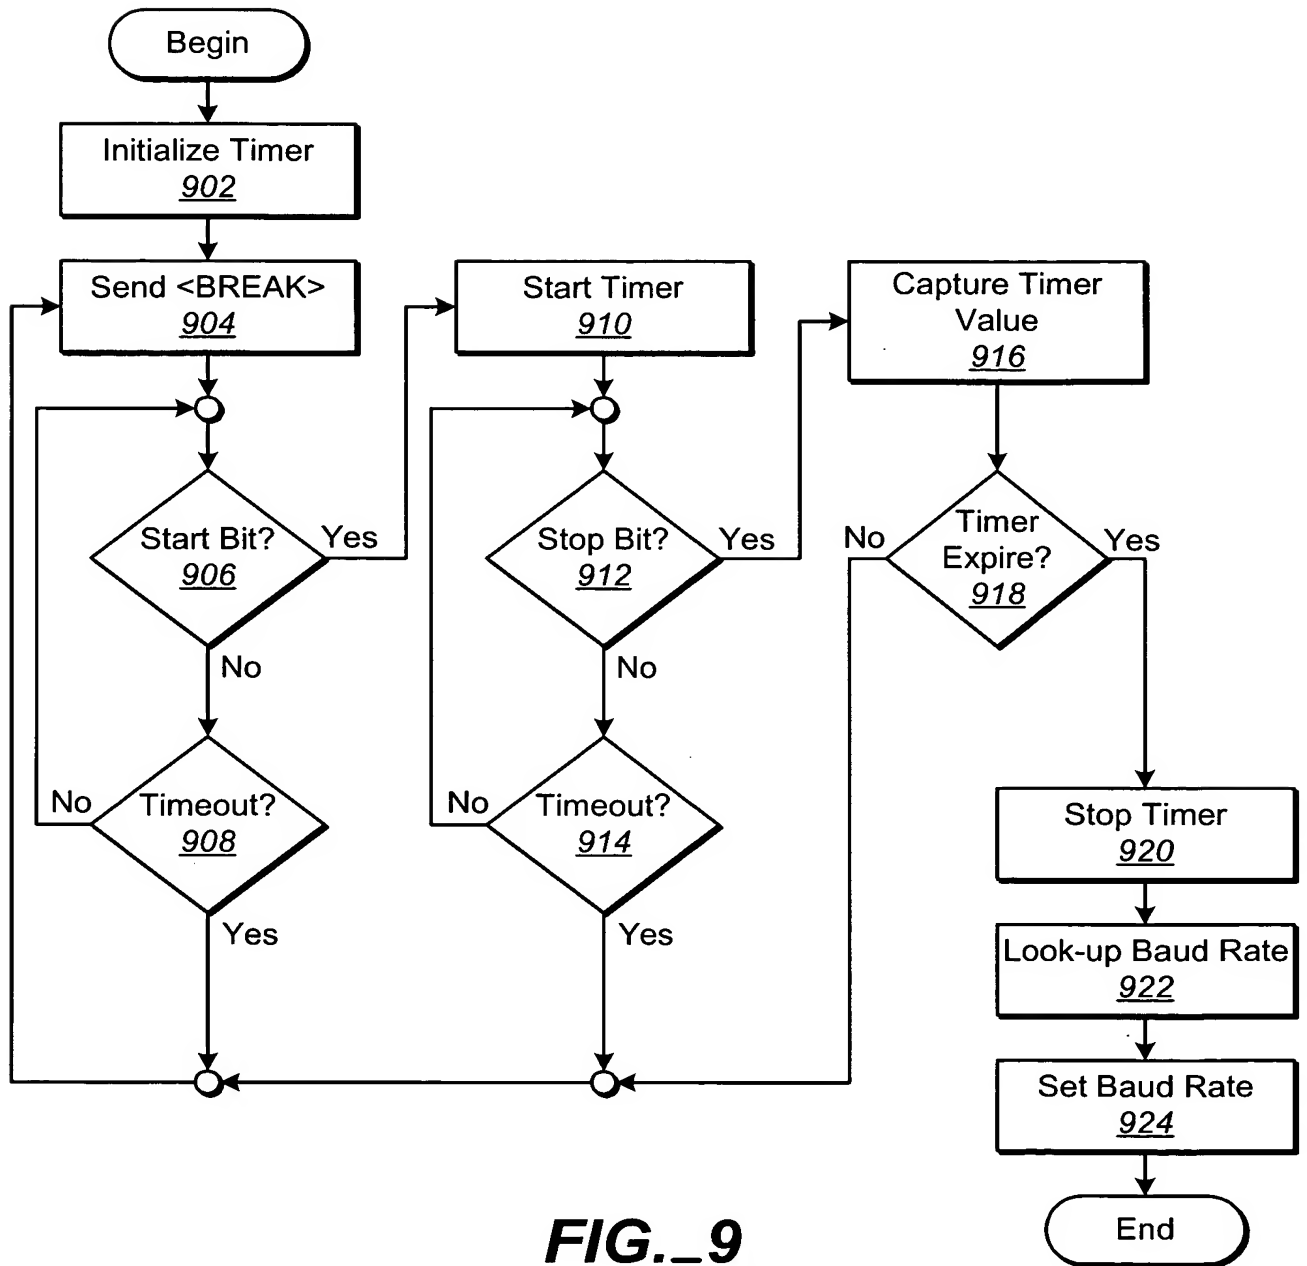 Begin
Initialize Timer
902
Send <BREAK>
904
Start Bit?
906
Yes
No
Timeout?
908
No
Yes
Start Timer
910
Stop Bit?
912
Yes
No
Timeout?
914
No
Yes
Capture Timer
Value
916
Timer
Expire?
918
No
Yes
Stop Timer
920
Look-up Baud Rate
922
Set Baud Rate
924
End
FIG._9